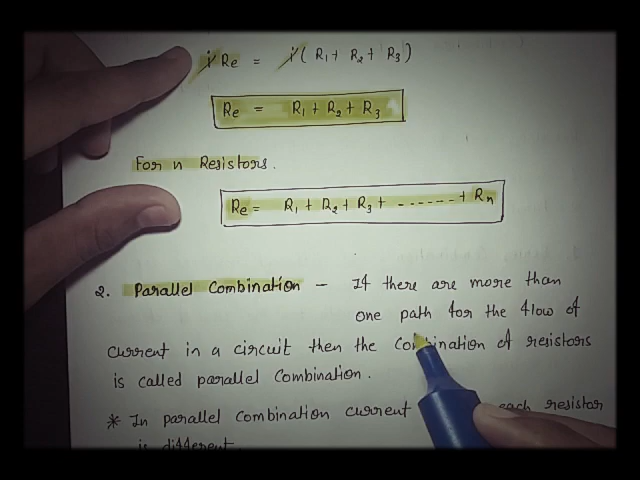 i Re = i (R₁ + R₂ + R₃)
Re = R₁ + R₂ + R₃
For n Resistors.
Re = R₁ + R₂ + R₃ + ------ + Rn
2. Parallel Combination - If there are more than
one path for the flow of
current in a circuit then the combination of resistors
is called parallel combination.
* In parallel combination current each resistor
is different.